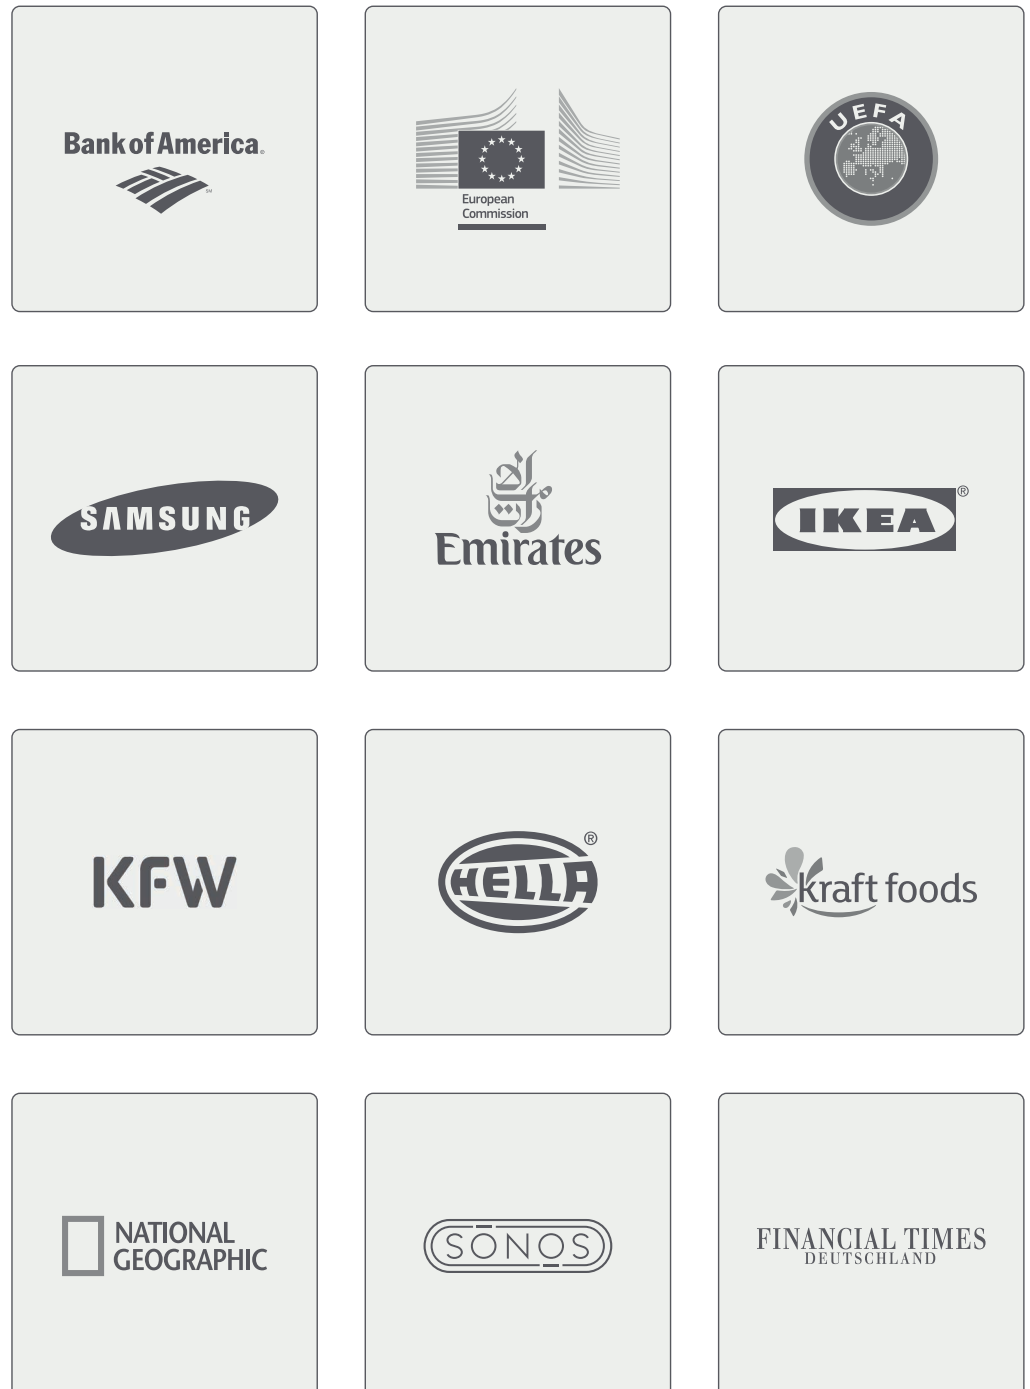 Bank of America®
SM
European
Commission
UEFA
SAMSUNG
Emirates
IKEA®
KFW
HELLA®
kraft foods
NATIONAL
GEOGRAPHIC
SONOS
FINANCIAL TIMES
DEUTSCHLAND